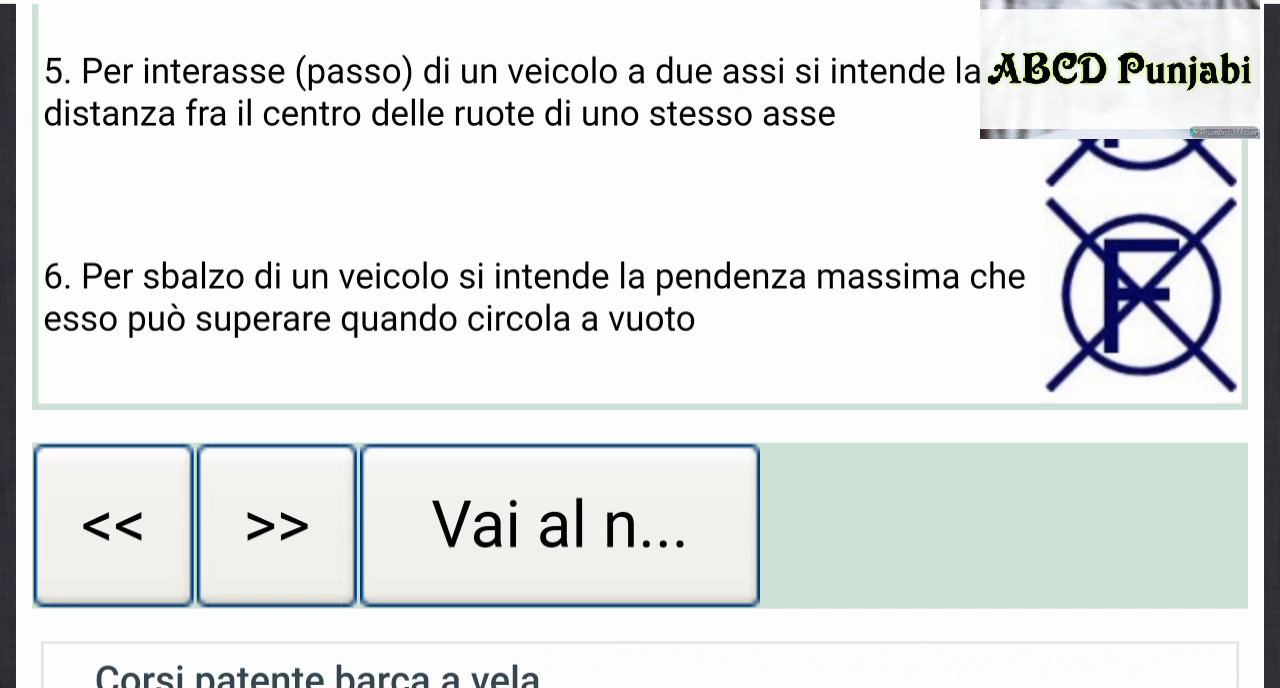 5. Per interasse (passo) di un veicolo a due assi si intende la
distanza fra il centro delle ruote di uno stesso asse
ABCD Punjabi
Thumbnail Maker
6. Per sbalzo di un veicolo si intende la pendenza massima che
esso può superare quando circola a vuoto
F
<<
>>
Vai al n...
Corsi patente barca a vela